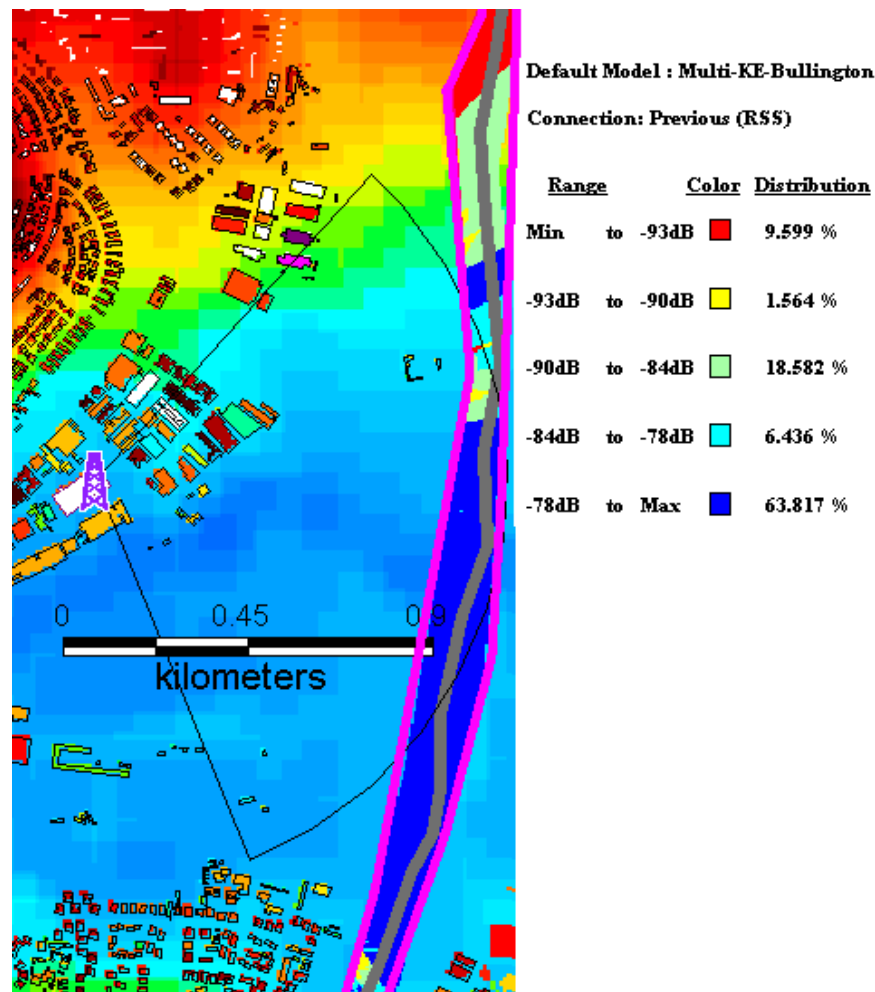 Default Model : Multi-KE-Bullington
Connection: Previous (RSS)
Range Color Distribution
Min to -93dB 9.599 %
-93dB to -90dB 1.564 %
-90dB to -84dB 18.582 %
-84dB to -78dB 6.436 %
-78dB to Max 63.817 %
0 0.45 0.9
kilometers